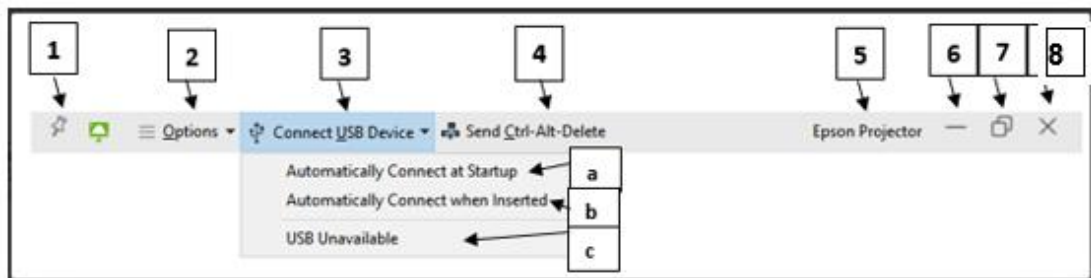 1 2 3 4 5 6 7 8
Options Connect USB Device Send Ctrl-Alt-Delete Epson Projector
Automatically Connect at Startup a
Automatically Connect when Inserted b
USB Unavailable c